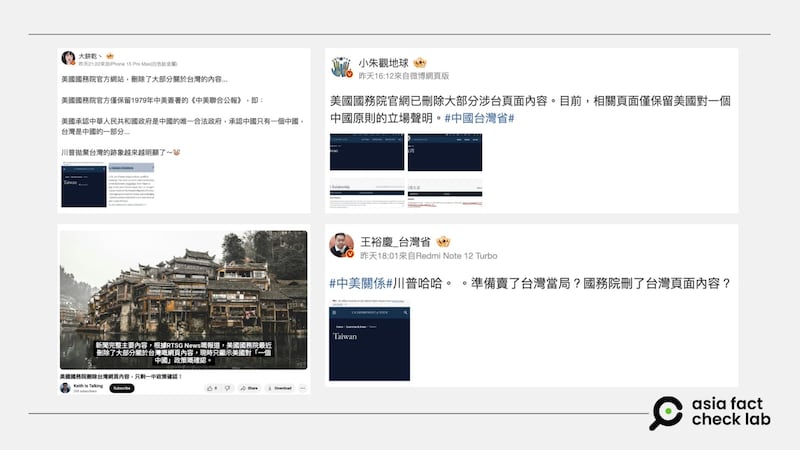 大餅乾丶
昨天21:22來自iPhone 15 Pro Max(白色鈦金屬)
美國國務院官方網站，刪除了大部分關於台灣的內容...
美國國務院官方僅保留1979年中美簽署的《中美聯合公報》，即：
美國承認中華人民共和國政府是中國的唯一合法政府，承認中國只有一個中國，
台灣是中國的一部分...
川普拋棄台灣的跡象越來越明顯了~
Taiwan
小朱觀地球
昨天16:12來自微博網頁版
美國國務院官網已刪除大部分涉台頁面內容。目前，相關頁面僅保留美國對一個
中國原則的立場聲明。#中國台灣省#
新聞完整主要內容，根據RTSG News嘅報道，美國國務院最近
刪除了大部分關於台灣嘅網頁內容，現時只顯示美國對「一個
中國」政策嘅確認。
美國國務院刪除台灣網頁內容，只剩一中政策確認！
Keith is Talking
Subscribe
0
Share
Download
王裕慶_台灣省
昨天18:01來自Redmi Note 12 Turbo
#中美關係#川普哈哈。。準備賣了台灣當局？國務院刪了台灣頁面內容？
Taiwan
asia fact
check lab